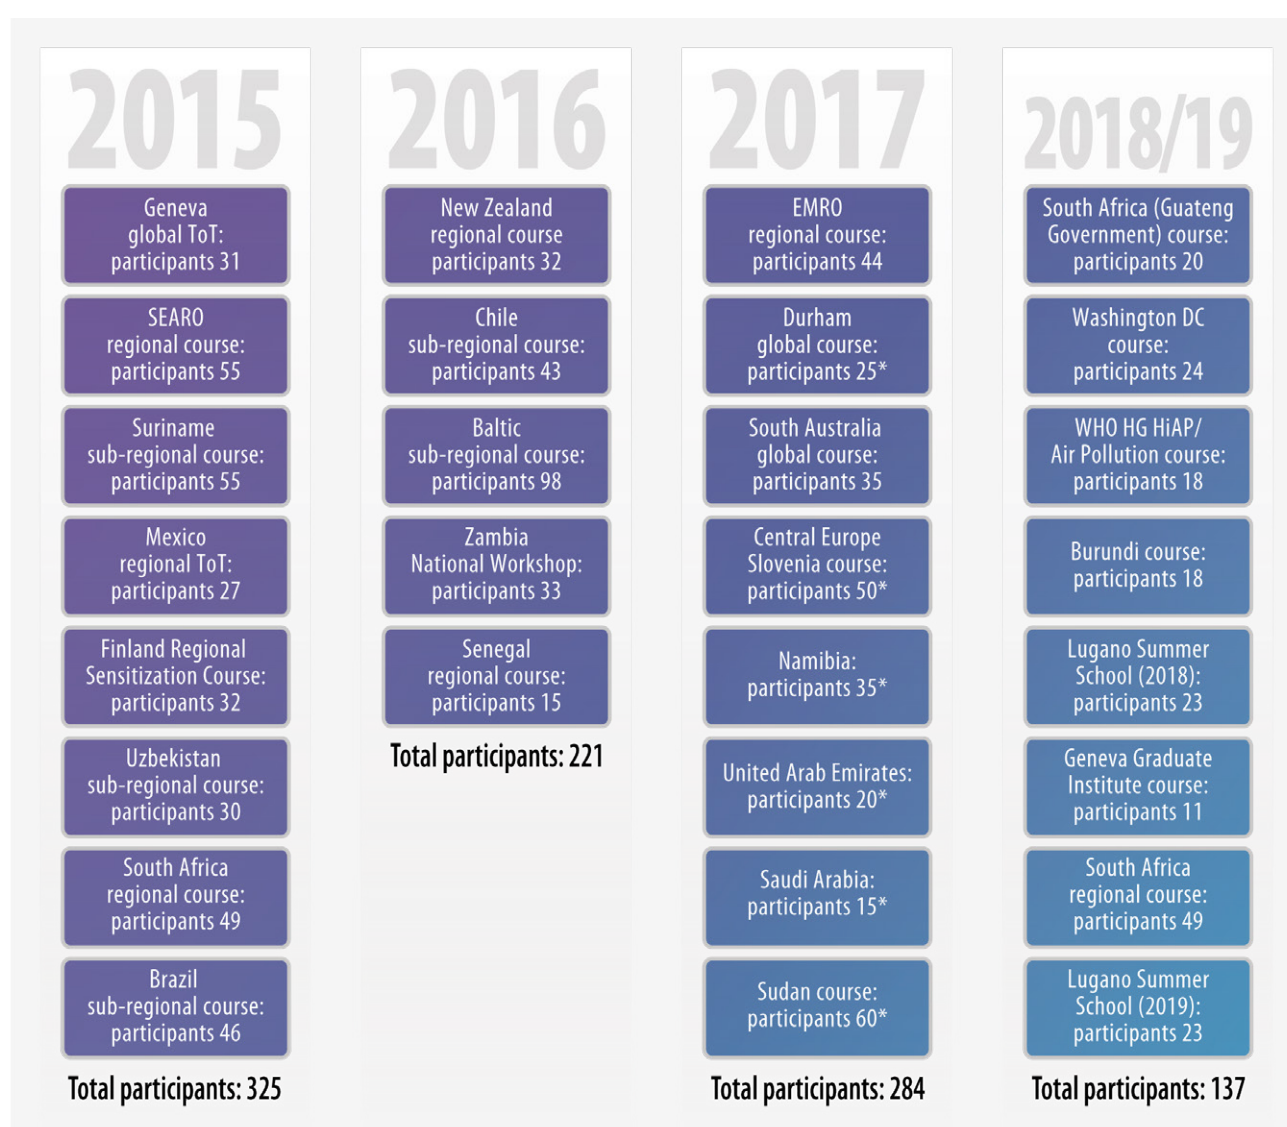 2015
Geneva
global ToT:
participants 31
SEARO
regional course:
participants 55
Suriname
sub-regional course:
participants 55
Mexico
regional ToT:
participants 27
Finland Regional
Sensitization Course:
participants 32
Uzbekistan
sub-regional course:
participants 30
South Africa
regional course:
participants 49
Brazil
sub-regional course:
participants 46
Total participants: 325
2016
New Zealand
regional course
participants 32
Chile
sub-regional course:
participants 43
Baltic
sub-regional course:
participants 98
Zambia
National Workshop:
participants 33
Senegal
regional course:
participants 15
Total participants: 221
2017
EMRO
regional course:
participants 44
Durham
global course:
participants 25*
South Australia
global course:
participants 35
Central Europe
Slovenia course:
participants 50*
Namibia:
participants 35*
United Arab Emirates:
participants 20*
Saudi Arabia:
participants 15*
Sudan course:
participants 60*
Total participants: 284
2018/19
South Africa (Guateng
Government) course:
participants 20
Washington DC
course:
participants 24
WHO HG HiAP/
Air Pollution course:
participants 18
Burundi course:
participants 18
Lugano Summer
School (2018):
participants 23
Geneva Graduate
Institute course:
participants 11
South Africa
regional course:
participants 49
Lugano Summer
School (2019):
participants 23
Total participants: 137